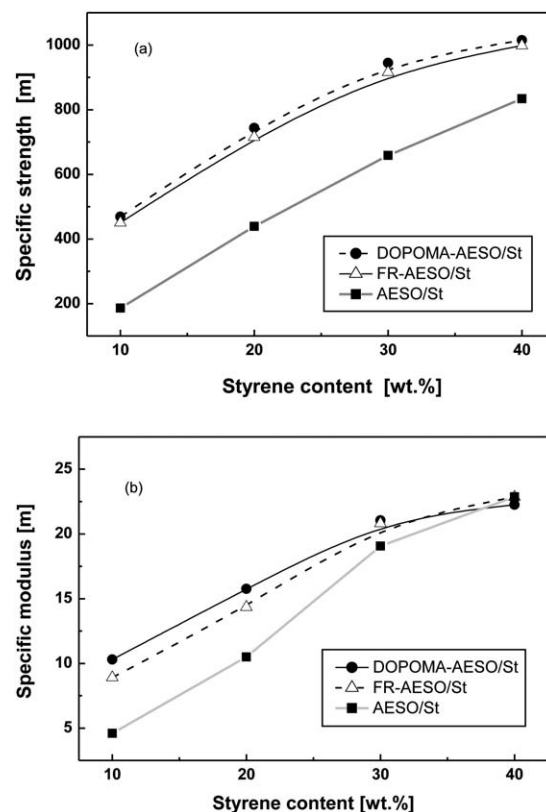 (a)
Specific strength [m]
1000
800
600
400
200
DOPOMA-AESO/St
FR-AESO/St
AESO/St
10 20 30 40
Styrene content [wt.%]
(b)
Specific modulus [m]
25
20
15
10
5
DOPOMA-AESO/St
FR-AESO/St
AESO/St
10 20 30 40
Styrene content [wt.%]